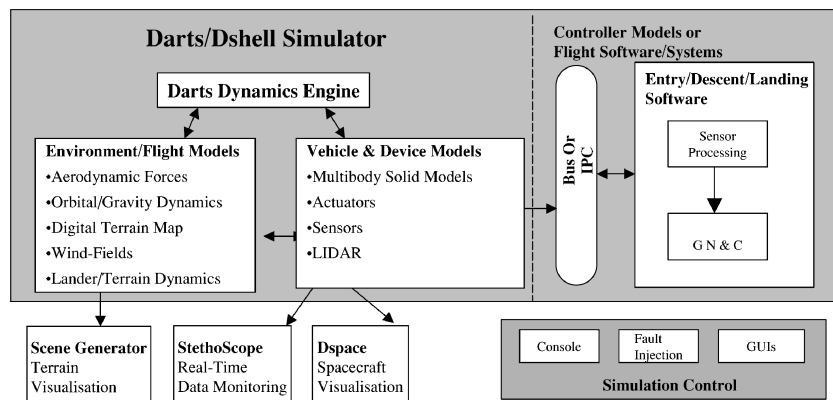 Darts/Dshell Simulator
Controller Models or
Flight Software/Systems
Darts Dynamics Engine
Environment/Flight Models
•Aerodynamic Forces
•Orbital/Gravity Dynamics
•Digital Terrain Map
•Wind-Fields
•Lander/Terrain Dynamics
Vehicle & Device Models
•Multibody Solid Models
•Actuators
•Sensors
•LIDAR
Bus Or
IPC
Entry/Descent/Landing
Software
Sensor
Processing
G N & C
Scene Generator
Terrain
Visualisation
StethoScope
Real-Time
Data Monitoring
Dspace
Spacecraft
Visualisation
Console
Fault
Injection
GUIs
Simulation Control